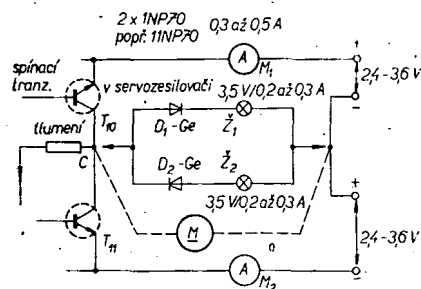 2 x 1NP70
popř. 11NP70
0,3 až 0,5 A
A
M₁
+
2,4-3,6 V
−
spínací
tranz.
v servozesilovači
T₁₀
3,5 V/0,2 až 0,3 A
D₁-Ge
Ž₁
tlumení
C
D₂-Ge
Ž₂
3,5 V/0,2 až 0,3 A
T₁₁
M
+
2,4-3,6 V
−
A
M₂